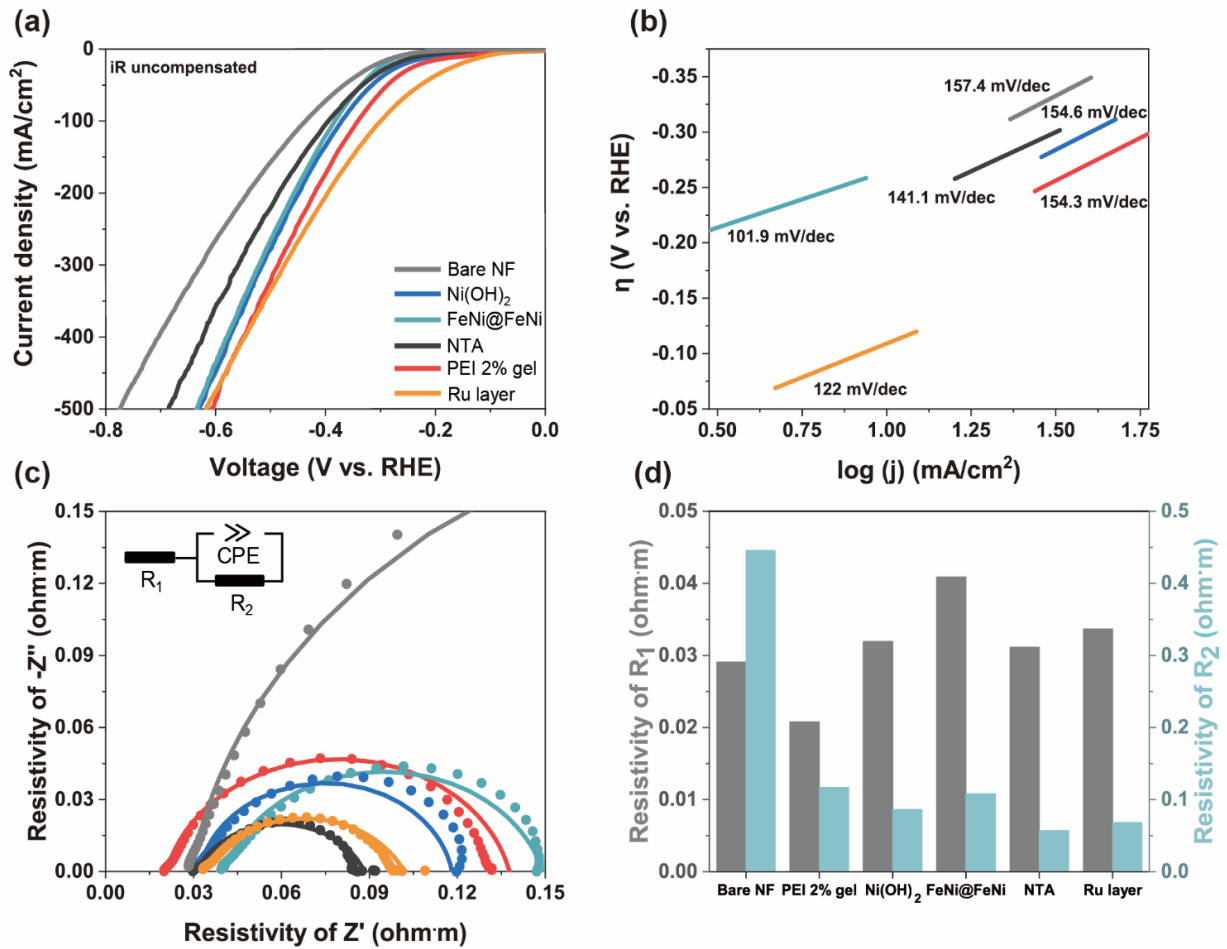 (a)
iR uncompensated
Current density (mA/cm²)
0
-100
-200
-300
-400
-500
-0.8
-0.6
-0.4
-0.2
0.0
Voltage (V vs. RHE)
Bare NF
Ni(OH)₂
FeNi@FeNi
NTA
PEI 2% gel
Ru layer
(b)
η (V vs. RHE)
-0.35
-0.30
-0.25
-0.20
-0.15
-0.10
-0.05
157.4 mV/dec
154.6 mV/dec
141.1 mV/dec
154.3 mV/dec
101.9 mV/dec
122 mV/dec
0.50
0.75
1.00
1.25
1.50
1.75
log (j) (mA/cm²)
(c)
Resistivity of -Z" (ohm·m)
0.15
0.12
0.09
0.06
0.03
0.00
CPE
R₁
R₂
0.00
0.03
0.06
0.09
0.12
0.15
Resistivity of Z' (ohm·m)
(d)
Resistivity of R₁ (ohm·m)
0.05
0.04
0.03
0.02
0.01
0.00
0.5
0.4
0.3
0.2
0.1
0.0
Resistivity of R₂ (ohm·m)
Bare NF
PEI 2% gel
Ni(OH)₂
FeNi@FeNi
NTA
Ru layer